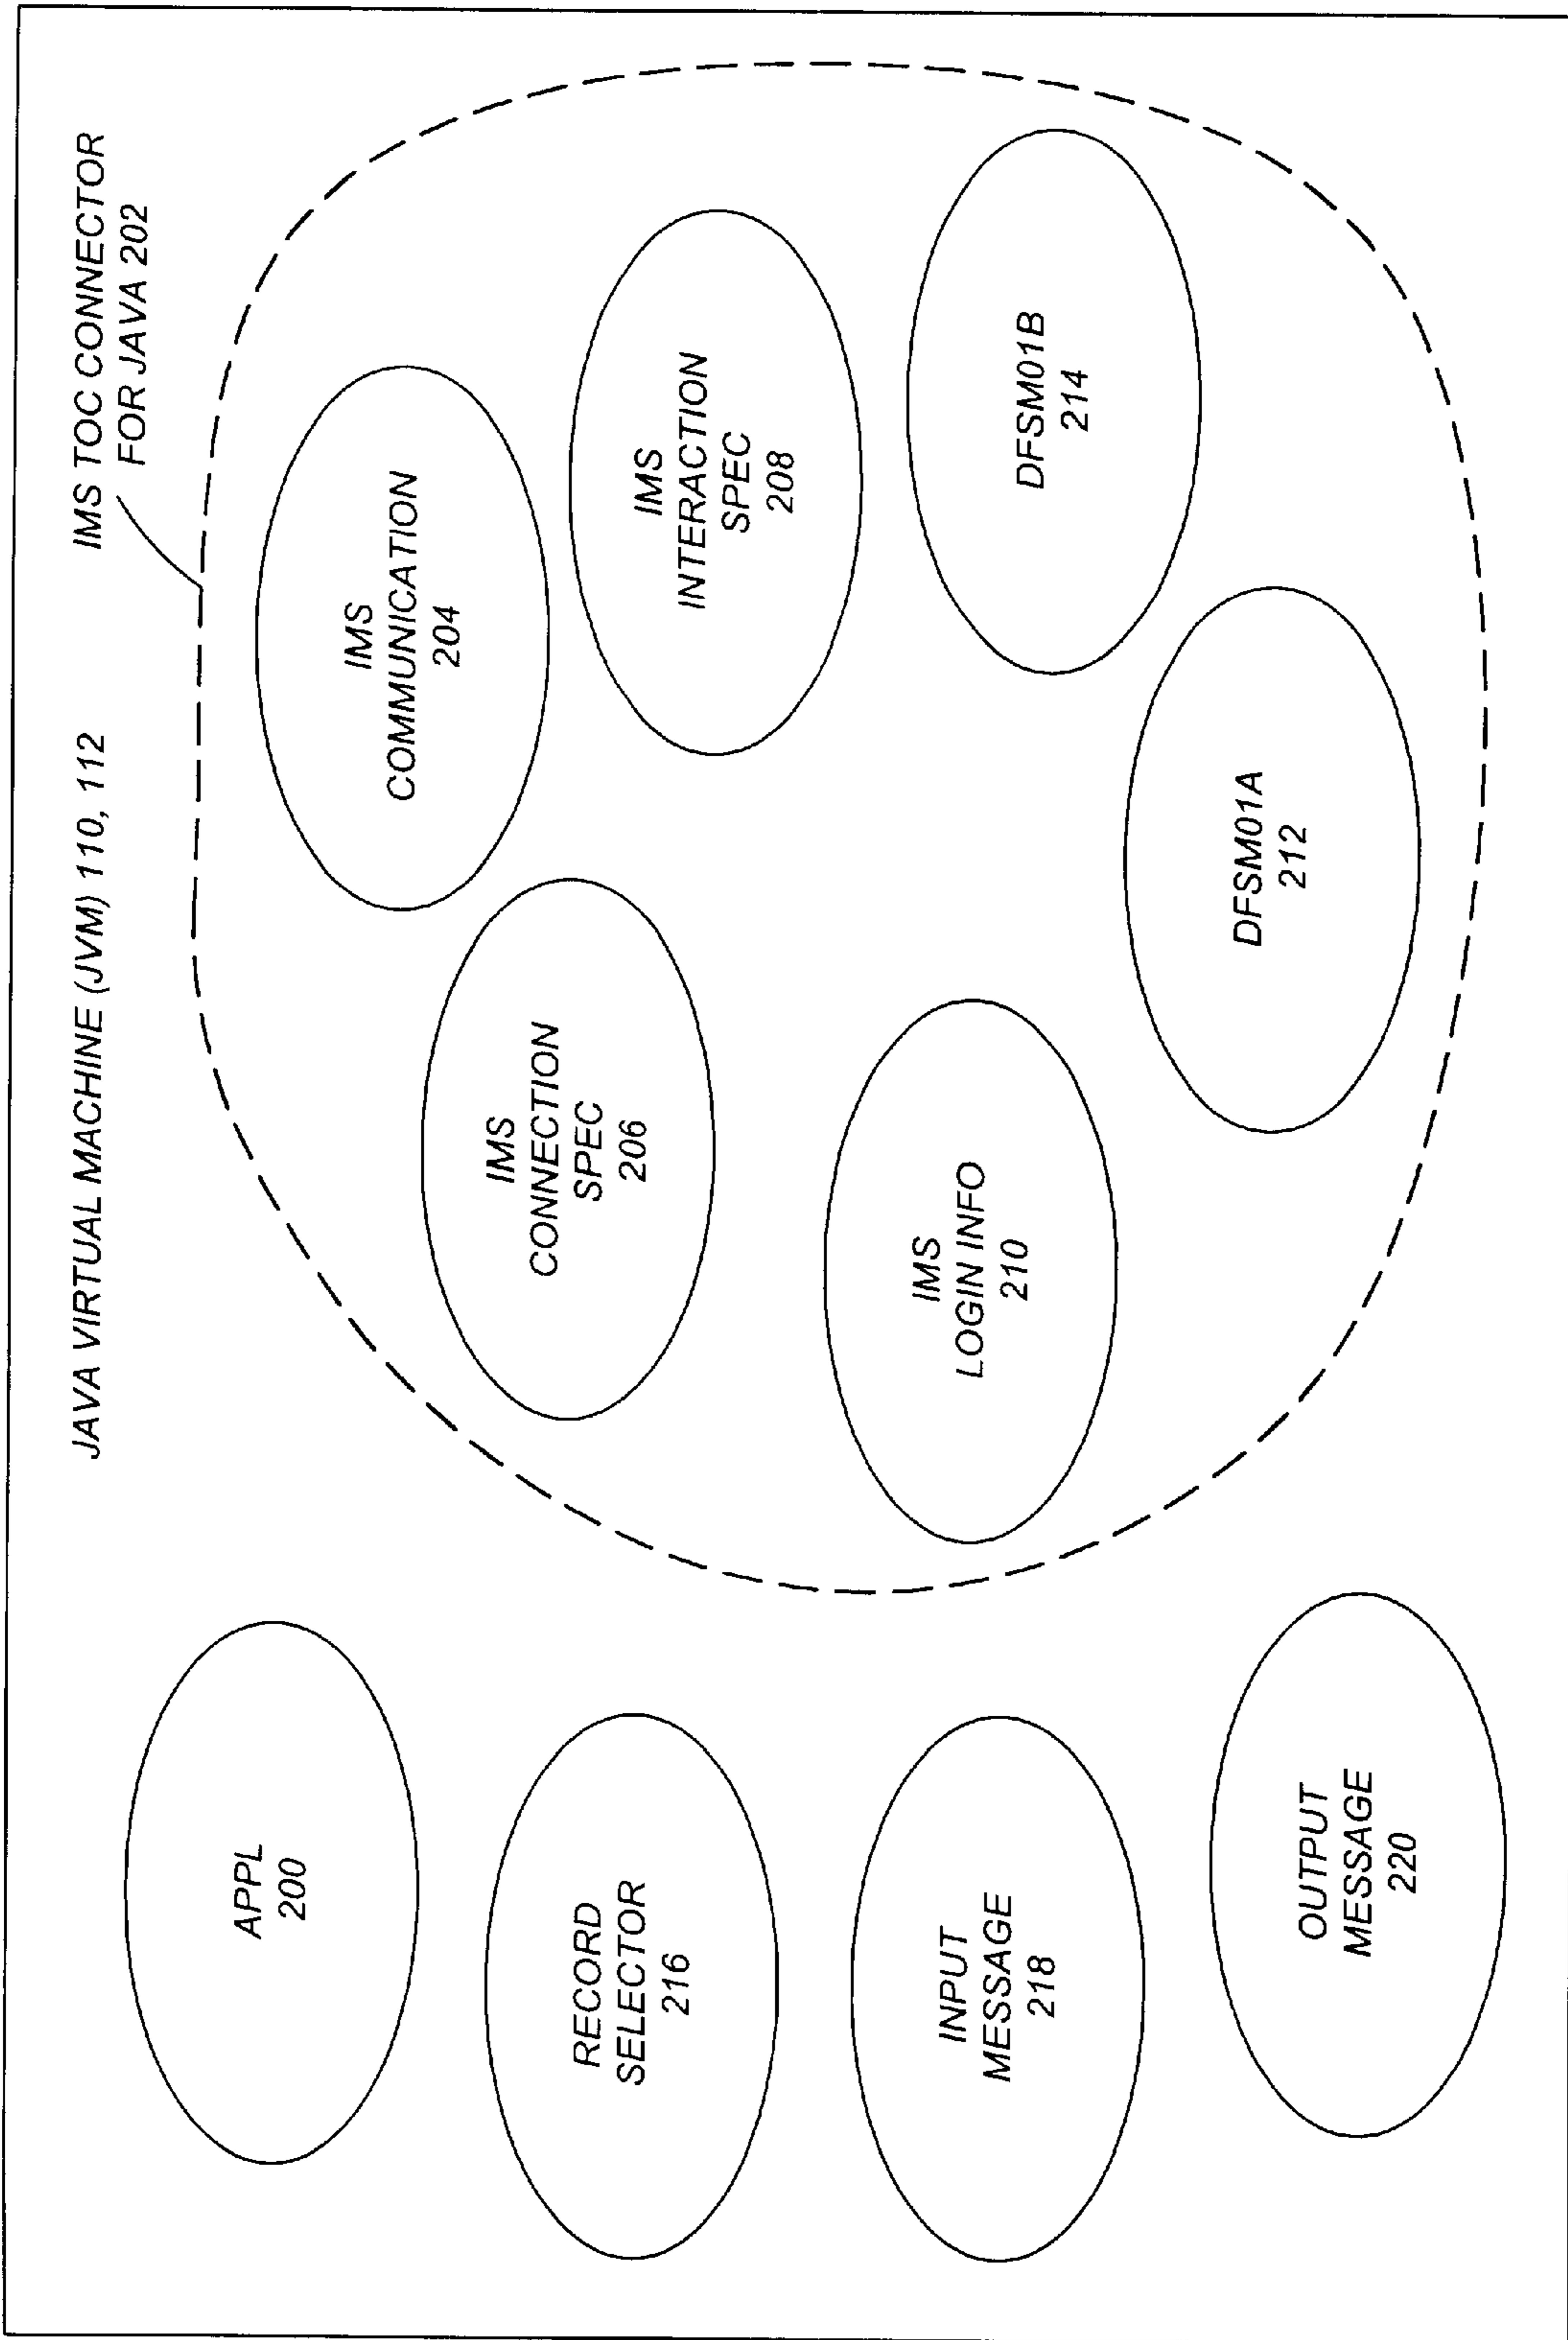 JAVA VIRTUAL MACHINE (JVM) 110, 112
IMS TOC CONNECTOR
FOR JAVA 202
APPL
200
RECORD
SELECTOR
216
INPUT
MESSAGE
218
OUTPUT
MESSAGE
220
IMS
COMMUNICATION
204
IMS
CONNECTION
SPEC
206
IMS
INTERACTION
SPEC
208
IMS
LOGIN INFO
210
DFSM01A
212
DFSM01B
214